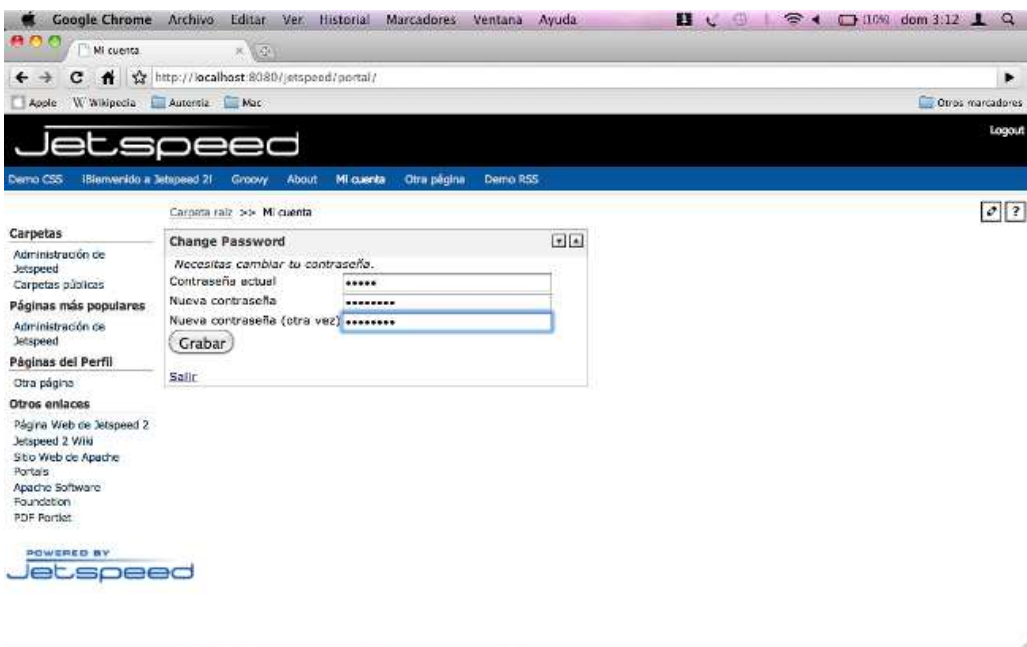 Google Chrome Archivo Editar Ver Historial Marcadores Ventana Ayuda dom 3:12
Mi cuenta
http://localhost:8080/jetspeed/portal/
Apple W Wikipedia Autentia Mac Otros marcadores
Jetspeed
Logout
Demo CSS ¡Bienvenido a Jetspeed 2! Groovy About Mi cuenta Otra página Demo RSS
Carpeta raíz >> Mi cuenta
Carpetas
Administración de
Jetspeed
Carpetas públicas
Páginas más populares
Administración de
Jetspeed
Páginas del Perfil
Otra página
Otros enlaces
Página Web de Jetspeed 2
Jetspeed 2 Wiki
Sitio Web de Apache
Portals
Apache Software
Foundation
PDF Portlet
POWERED BY
Jetspeed
Change Password
Necesitas cambiar tu contraseña.
Contraseña actual •••••
Nueva contraseña ••••••••
Nueva contraseña (otra vez) ••••••••
Grabar
Salir
?